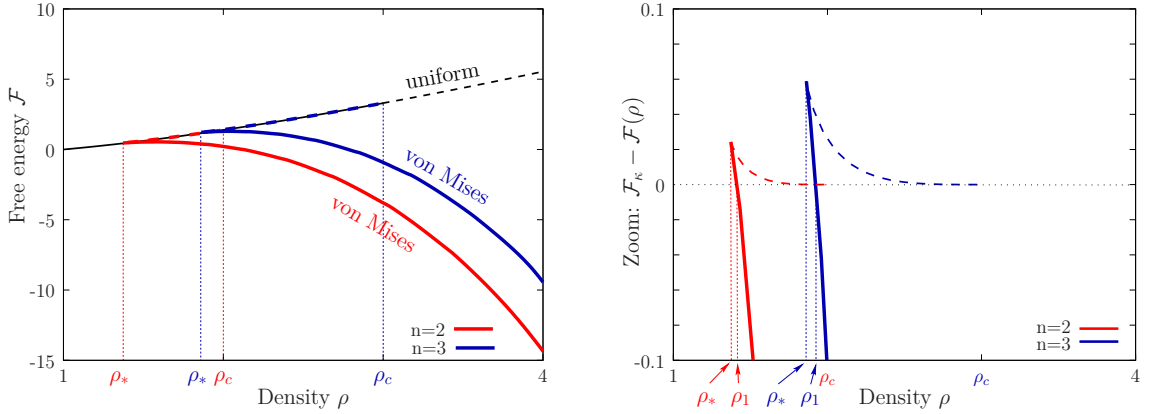 10
5
0
-5
-10
-15
Free energy ℱ
uniform
von Mises
von Mises
n=2
n=3
1
ρ*
ρ*
ρc
ρc
4
Density ρ
0.1
0
-0.1
Zoom: ℱκ − ℱ(ρ)
n=2
n=3
1
ρc
ρc
4
ρ*
ρ1
ρ*
ρ1
Density ρ